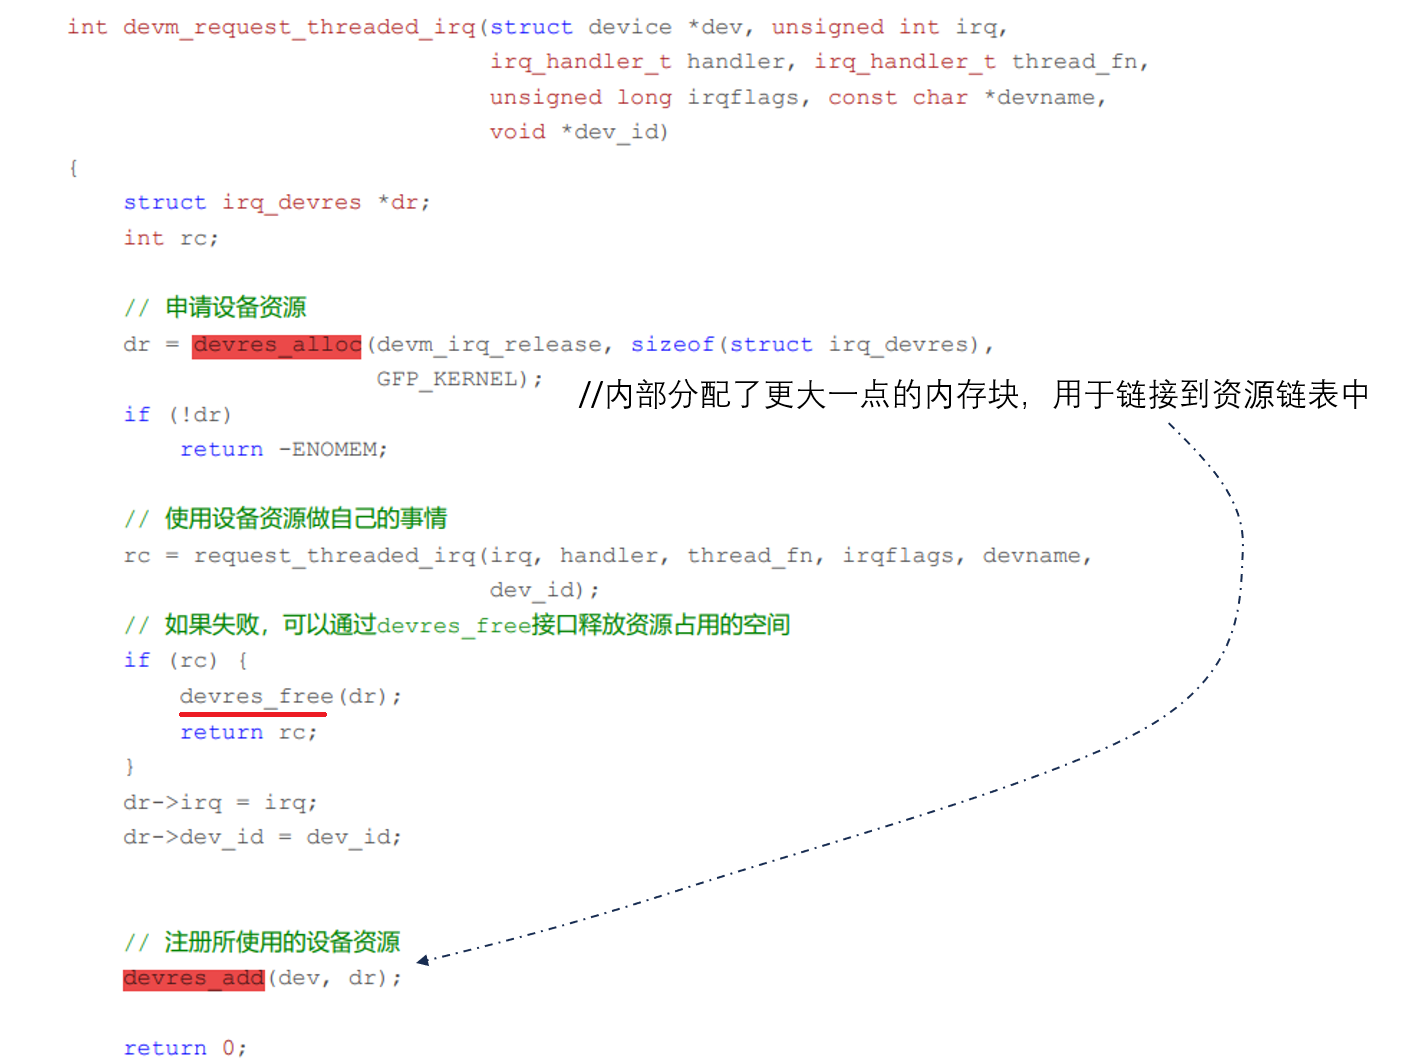 int devm_request_threaded_irq(struct device *dev, unsigned int irq,
irq_handler_t handler, irq_handler_t thread_fn,
unsigned long irqflags, const char *devname,
void *dev_id)
{
struct irq_devres *dr;
int rc;
// 申请设备资源
dr = devres_alloc(devm_irq_release, sizeof(struct irq_devres),
GFP_KERNEL);
//内部分配了更大一点的内存块，用于链接到资源链表中
if (!dr)
return -ENOMEM;
// 使用设备资源做自己的事情
rc = request_threaded_irq(irq, handler, thread_fn, irqflags, devname,
dev_id);
// 如果失败，可以通过devres_free接口释放资源占用的空间
if (rc) {
devres_free(dr);
return rc;
}
dr->irq = irq;
dr->dev_id = dev_id;
// 注册所使用的设备资源
devres_add(dev, dr);
return 0;